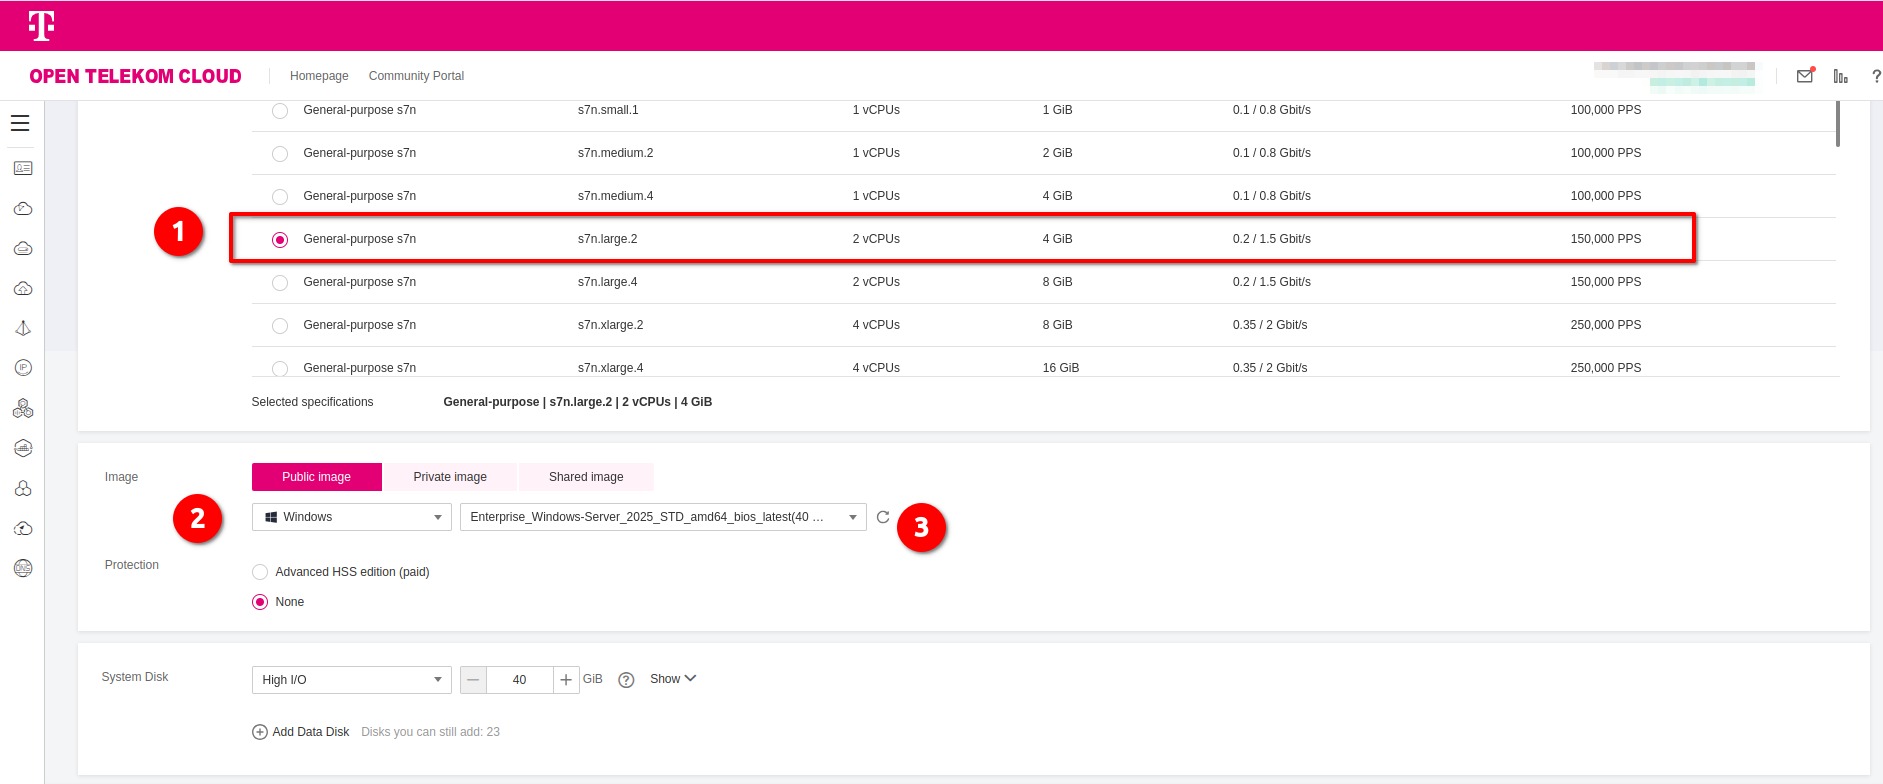 T
OPEN TELEKOM CLOUD Homepage Community Portal ?
General-purpose s7n s7n.small.1 1 vCPUs 1 GiB 0.1 / 0.8 Gbit/s 100,000 PPS
General-purpose s7n s7n.medium.2 1 vCPUs 2 GiB 0.1 / 0.8 Gbit/s 100,000 PPS
General-purpose s7n s7n.medium.4 1 vCPUs 4 GiB 0.1 / 0.8 Gbit/s 100,000 PPS
1 General-purpose s7n s7n.large.2 2 vCPUs 4 GiB 0.2 / 1.5 Gbit/s 150,000 PPS
General-purpose s7n s7n.large.4 2 vCPUs 8 GiB 0.2 / 1.5 Gbit/s 150,000 PPS
General-purpose s7n s7n.xlarge.2 4 vCPUs 8 GiB 0.35 / 2 Gbit/s 250,000 PPS
General-purpose s7n s7n.xlarge.4 4 vCPUs 16 GiB 0.35 / 2 Gbit/s 250,000 PPS
IP
Selected specifications General-purpose | s7n.large.2 | 2 vCPUs | 4 GiB
Image Public image Private image Shared image
2 Windows Enterprise_Windows-Server_2025_STD_amd64_bios_latest(40 ... 3
Protection Advanced HSS edition (paid)
DNS
None
System Disk High I/O 40 GiB ? Show
Add Data Disk Disks you can still add: 23